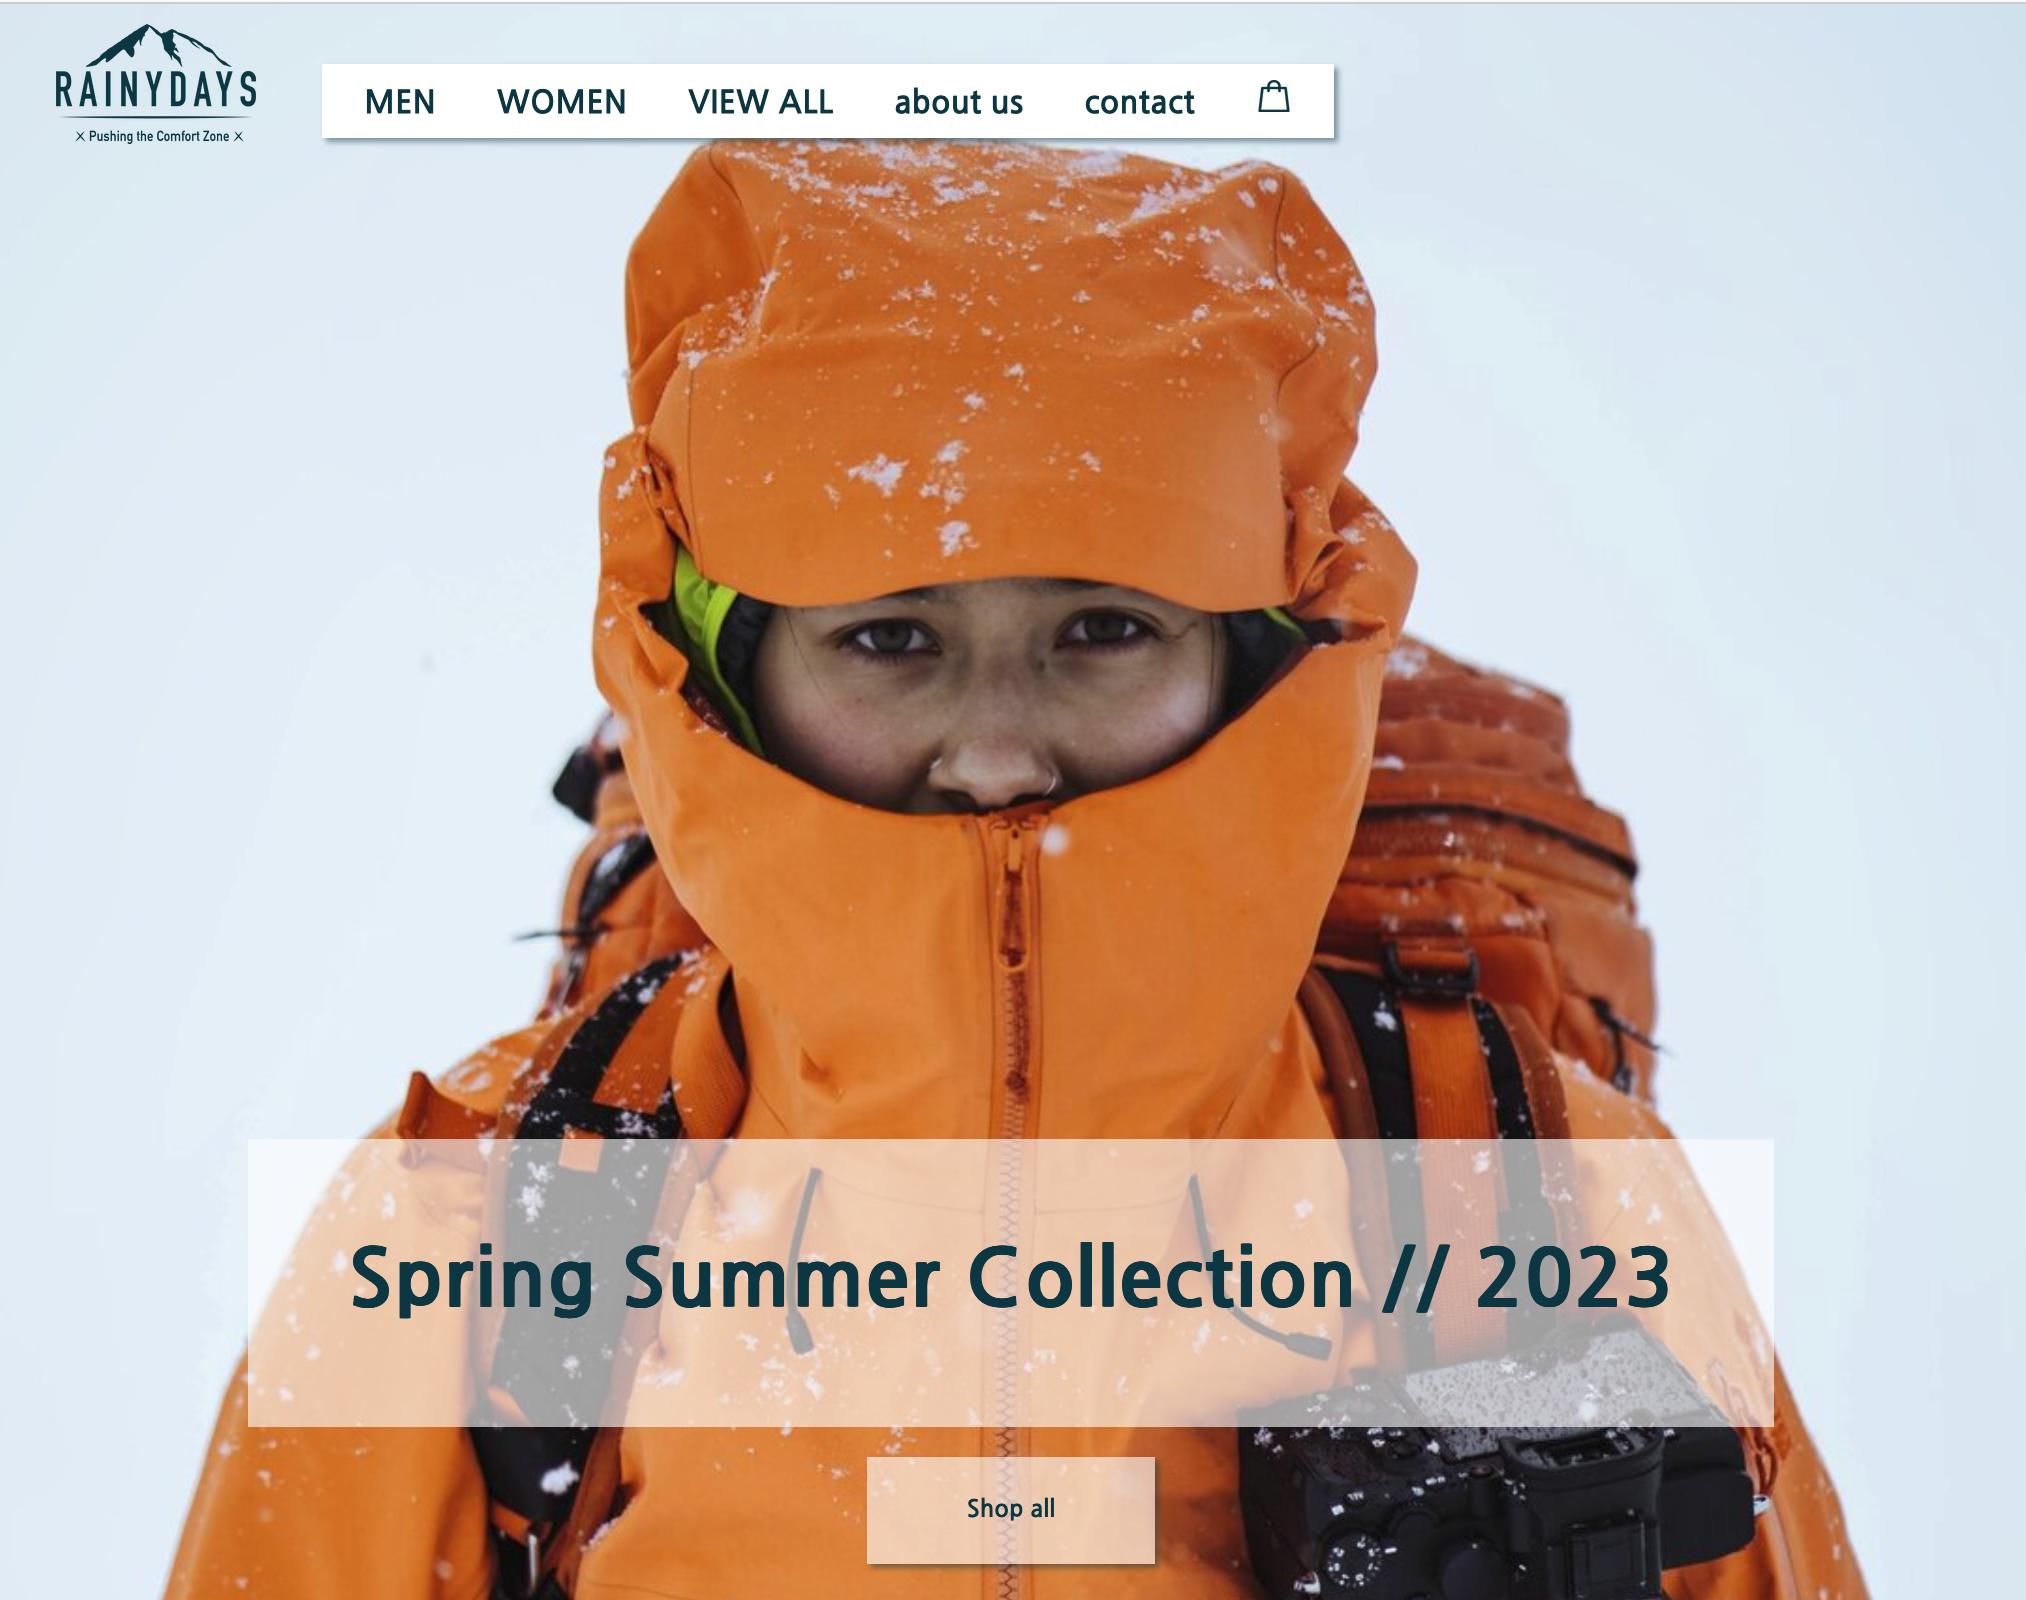 RAINYDAYS
Pushing the Comfort Zone
MEN WOMEN VIEW ALL about us contact
Spring Summer Collection // 2023
Shop all